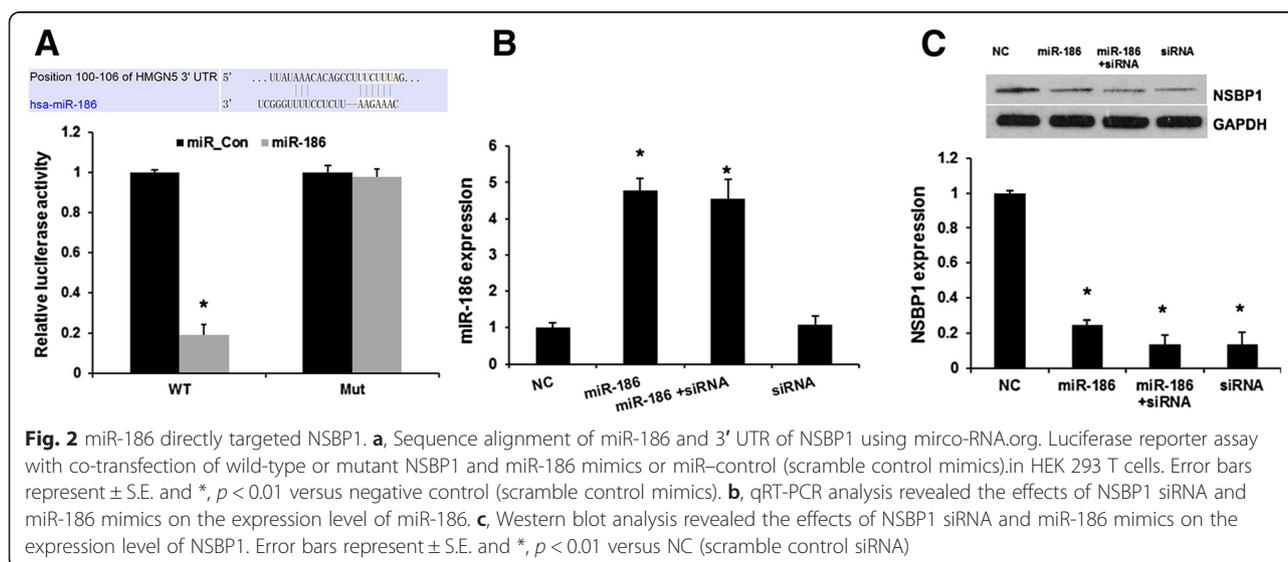 A
Position 100-106 of HMGN5 3' UTR 5' ...UUAUAAACACAGCCUUUCUUUAG...
hsa-miR-186 3' UCGGGUUUUCCUCUU--AAGAAAC
miR_Con miR-186
Relative luciferase activity
1.2
1
0.8
0.6
0.4
0.2
0
*
WT Mut
B
miR-186 expression
6
5
4
3
2
1
0
* *
NC miR-186 miR-186 +siRNA siRNA
C
NC miR-186 miR-186 +siRNA siRNA
NSBP1
GAPDH
NSBP1 expression
1.2
1
0.8
0.6
0.4
0.2
0
* * *
NC miR-186 miR-186 +siRNA siRNA
Fig. 2 miR-186 directly targeted NSBP1. a, Sequence alignment of miR-186 and 3′ UTR of NSBP1 using mirco-RNA.org. Luciferase reporter assay
with co-transfection of wild-type or mutant NSBP1 and miR-186 mimics or miR–control (scramble control mimics).in HEK 293 T cells. Error bars
represent ± S.E. and *, p < 0.01 versus negative control (scramble control mimics). b, qRT-PCR analysis revealed the effects of NSBP1 siRNA and
miR-186 mimics on the expression level of miR-186. c, Western blot analysis revealed the effects of NSBP1 siRNA and miR-186 mimics on the
expression level of NSBP1. Error bars represent ± S.E. and *, p < 0.01 versus NC (scramble control siRNA)